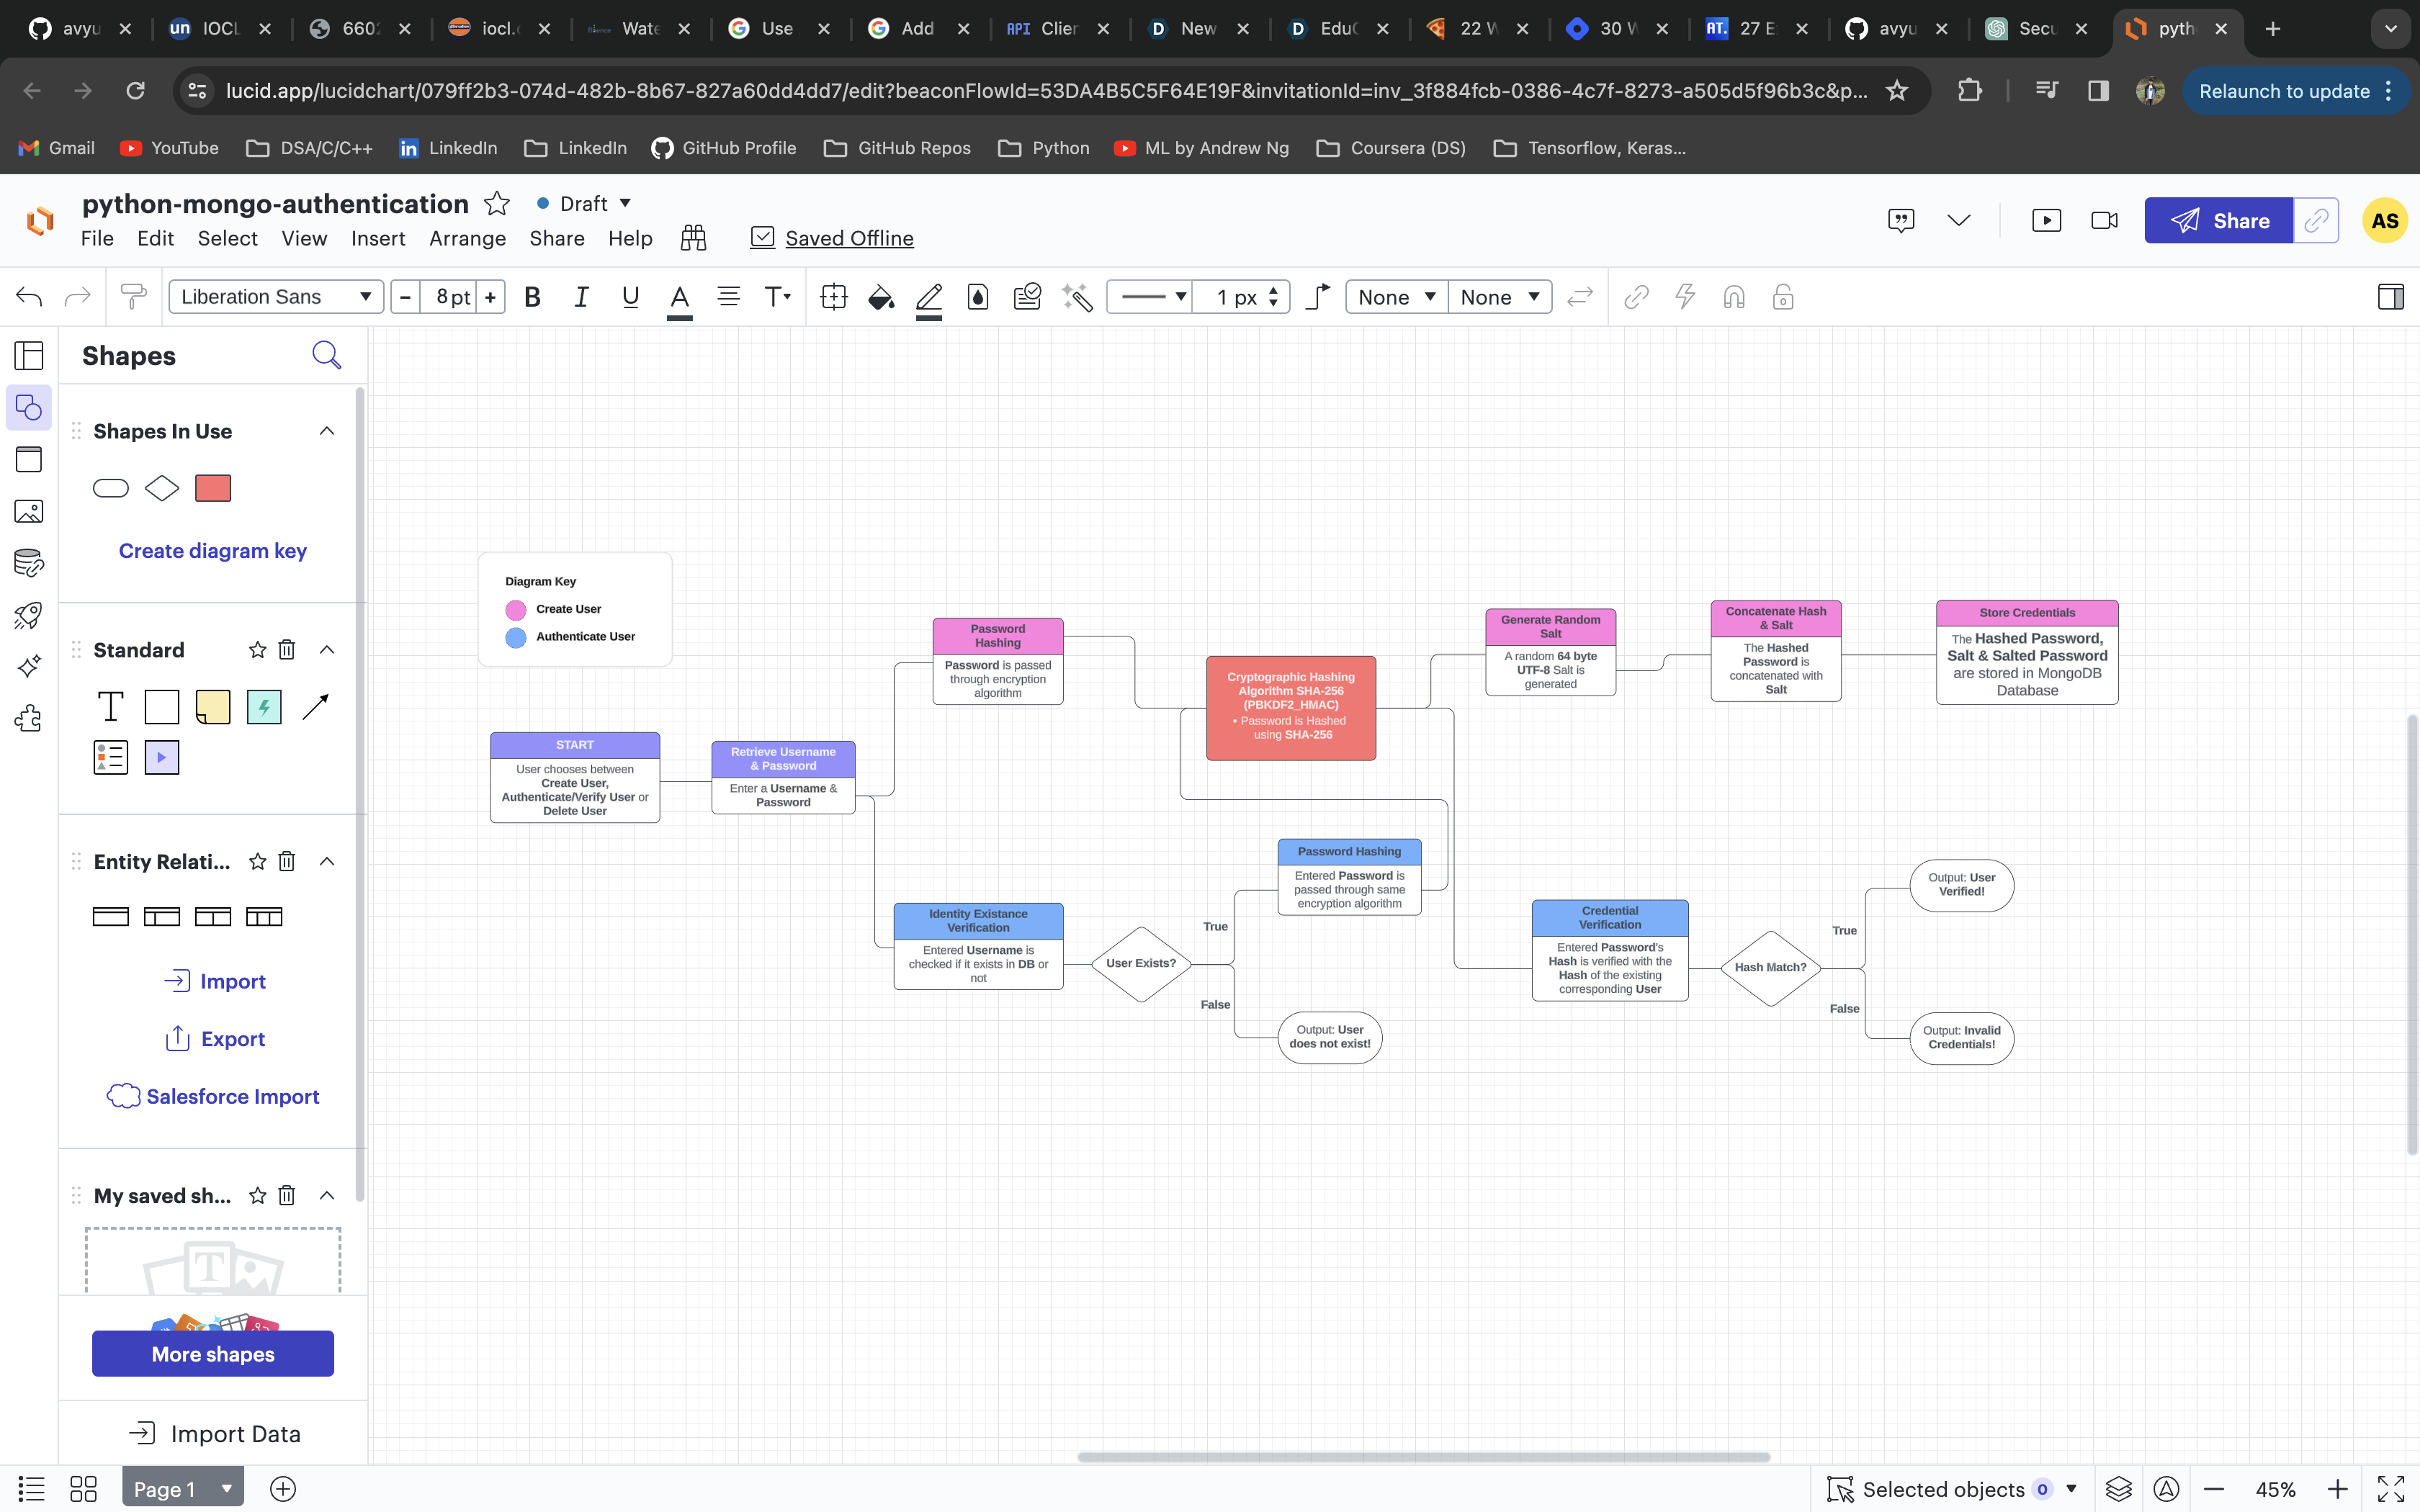 avyu
un IOCL
660
iocl.
Wate
Use
Add
API Clier
New
Edu
22 W
30 W
AT. 27 E
avyu
Secu
pyth
lucid.app/lucidchart/079ff2b3-074d-482b-8b67-827a60dd4dd7/edit?beaconFlowId=53DA4B5C5F64E19F&invitationId=inv_3f884fcb-0386-4c7f-8273-a505d5f96b3c&p...
Relaunch to update
Gmail
YouTube
DSA/C/C++
LinkedIn
LinkedIn
GitHub Profile
GitHub Repos
Python
ML by Andrew Ng
Coursera (DS)
Tensorflow, Keras...
python-mongo-authentication
Draft
File Edit Select View Insert Arrange Share Help
Saved Offline
Share
AS
Liberation Sans
− 8 pt +
B I U A T
1 px
None
None
Shapes
Shapes In Use
Create diagram key
Standard
T
Entity Relati...
Import
Export
Salesforce Import
My saved sh...
T
More shapes
Import Data
Diagram Key
Create User
Authenticate User
START
User chooses between
Create User,
Authenticate/Verify User or
Delete User
Retrieve Username
& Password
Enter a Username &
Password
Password
Hashing
Password is passed
through encryption
algorithm
Cryptographic Hashing
Algorithm SHA-256
(PBKDF2_HMAC)
• Password is Hashed
using SHA-256
Generate Random
Salt
A random 64 byte
UTF-8 Salt is
generated
Concatenate Hash
& Salt
The Hashed
Password is
concatenated with
Salt
Store Credentials
The Hashed Password,
Salt & Salted Password
are stored in MongoDB
Database
Identity Existance
Verification
Entered Username is
checked if it exists in DB or
not
User Exists?
True
False
Password Hashing
Entered Password is
passed through same
encryption algorithm
Output: User
does not exist!
Credential
Verification
Entered Password's
Hash is verified with the
Hash of the existing
corresponding User
Hash Match?
True
False
Output: User
Verified!
Output: Invalid
Credentials!
Page 1
Selected objects 0
45%